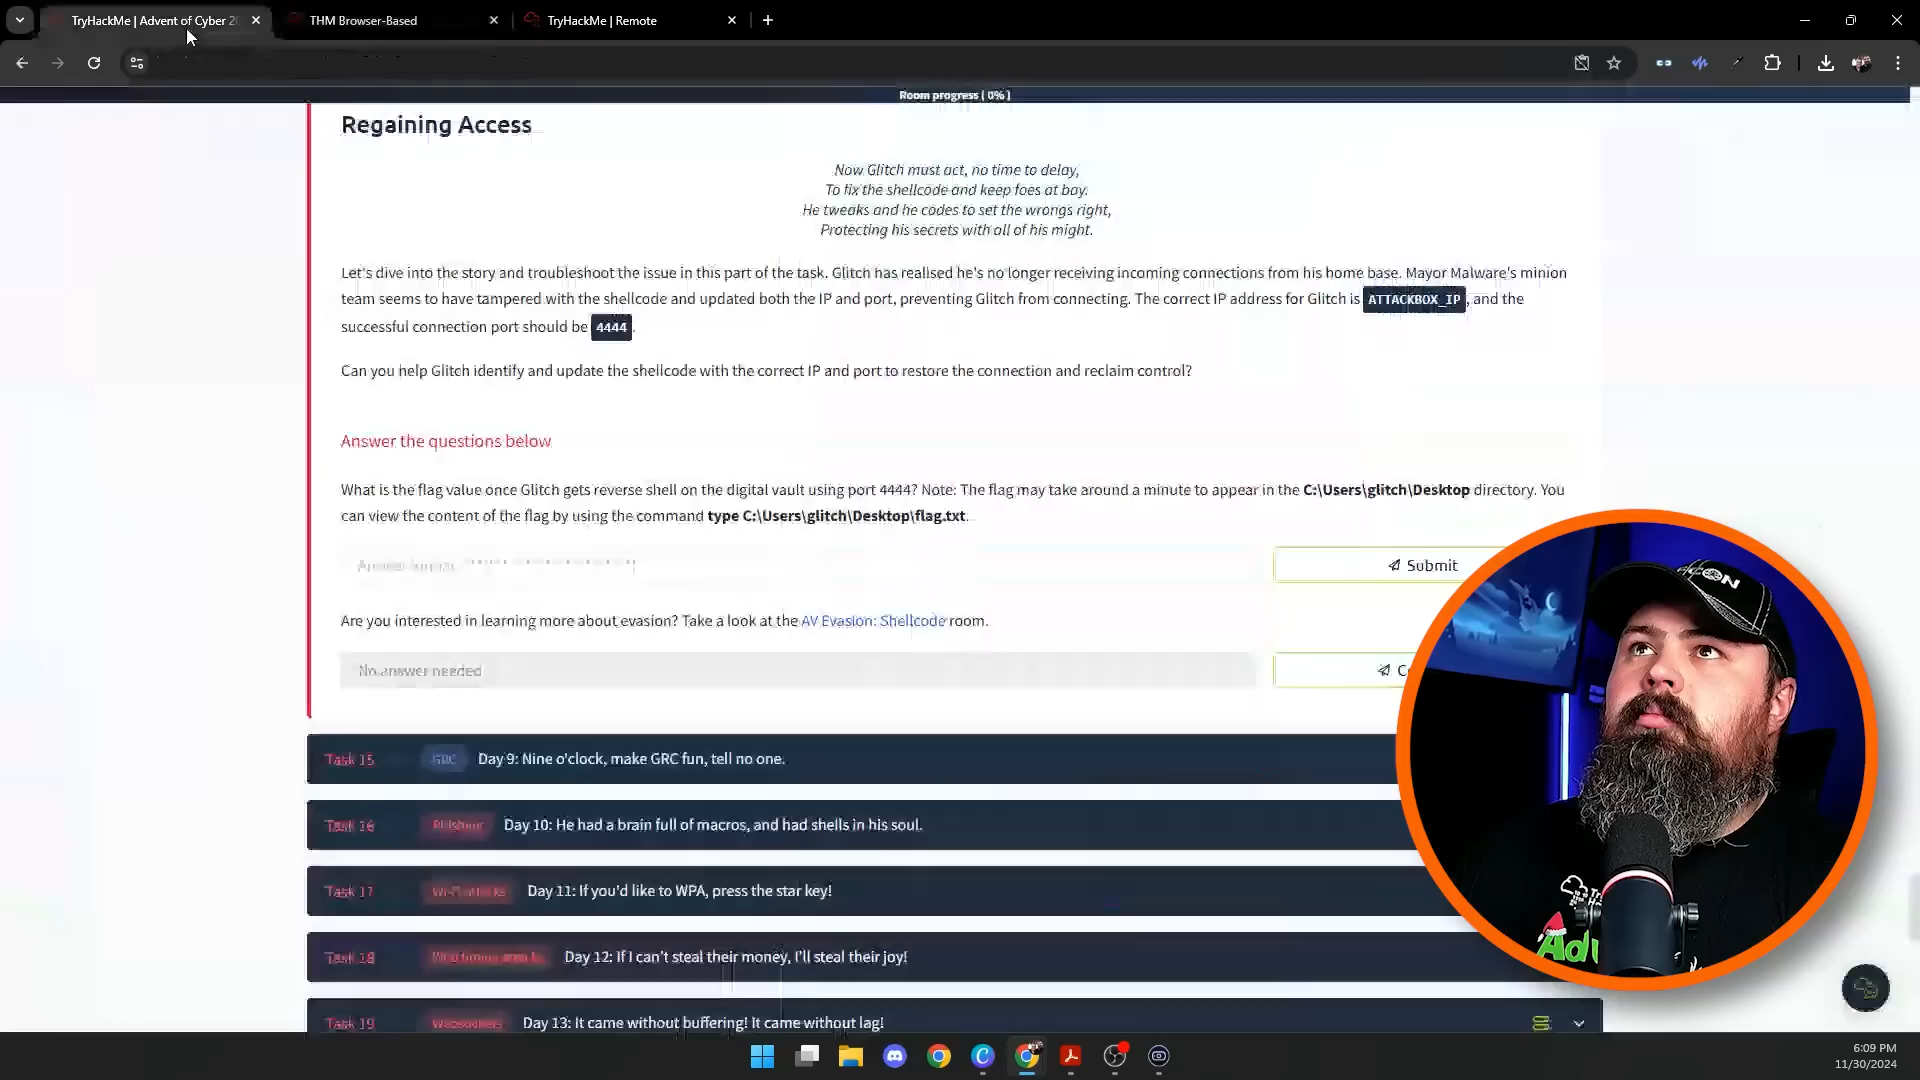 TryHackMe | Advent of Cyber 20
THM Browser-Based
TryHackMe | Remote
Room progress ( 0% )
Regaining Access
Now Glitch must act, no time to delay,
To fix the shellcode and keep foes at bay.
He tweaks and he codes to set the wrongs right,
Protecting his secrets with all of his might.
Let's dive into the story and troubleshoot the issue in this part of the task. Glitch has realised he's no longer receiving incoming connections from his home base. Mayor Malware's minion
team seems to have tampered with the shellcode and updated both the IP and port, preventing Glitch from connecting. The correct IP address for Glitch is ATTACKBOX_IP, and the
successful connection port should be 4444.
Can you help Glitch identify and update the shellcode with the correct IP and port to restore the connection and reclaim control?
Answer the questions below
What is the flag value once Glitch gets reverse shell on the digital vault using port 4444? Note: The flag may take around a minute to appear in the C:\Users\glitch\Desktop directory. You
can view the content of the flag by using the command type C:\Users\glitch\Desktop\flag.txt.
Submit
Are you interested in learning more about evasion? Take a look at the AV Evasion: Shellcode room.
No answer needed
Task 15 GRC Day 9: Nine o'clock, make GRC fun, tell no one.
Task 16 Phishing Day 10: He had a brain full of macros, and had shells in his soul.
Task 17 Wi-Fi attacks Day 11: If you'd like to WPA, press the star key!
Task 18 Day 12: If I can't steal their money, I'll steal their joy!
Task 19 Websockets Day 13: It came without buffering! It came without lag!
6:09 PM
11/30/2024